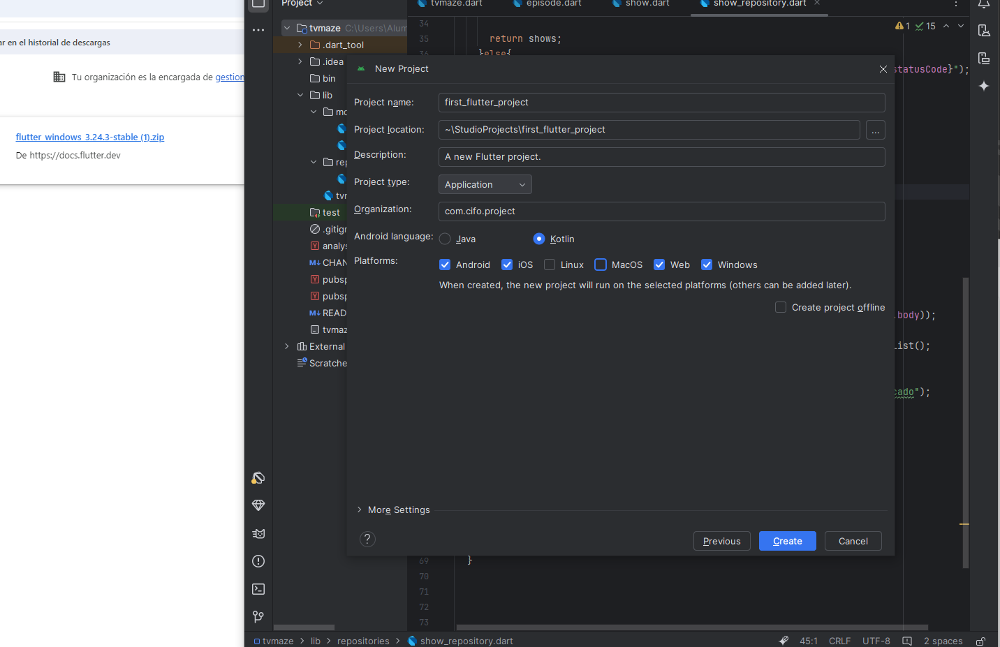 ar en el historial de descargas
Tu organización es la encargada de gestion
flutter_windows_3.24.3-stable (1).zip
De https://docs.flutter.dev
Project
tvmaze.dart
episode.dart
show.dart
show_repository.dart
tvmaze C:\Users\Alum
.dart_tool
.idea
bin
lib
mo
rep
tvm
test
.gitign
analys
M↓ CHAN
pubsp
pubsp
M↓ READ
tvmaz
External
Scratche
34
35 return shows;
36 }else{
1 15
statusCode}");
.body));
List();
cado");
69 }
70
71
72
73
New Project
Project name: first_flutter_project
Project location: ~\StudioProjects\first_flutter_project ...
Description: A new Flutter project.
Project type: Application
Organization: com.cifo.project
Android language: Java Kotlin
Platforms: Android iOS Linux MacOS Web Windows
When created, the new project will run on the selected platforms (others can be added later).
Create project offline
More Settings
? Previous Create Cancel
tvmaze > lib > repositories > show_repository.dart
45:1 CRLF UTF-8 2 spaces